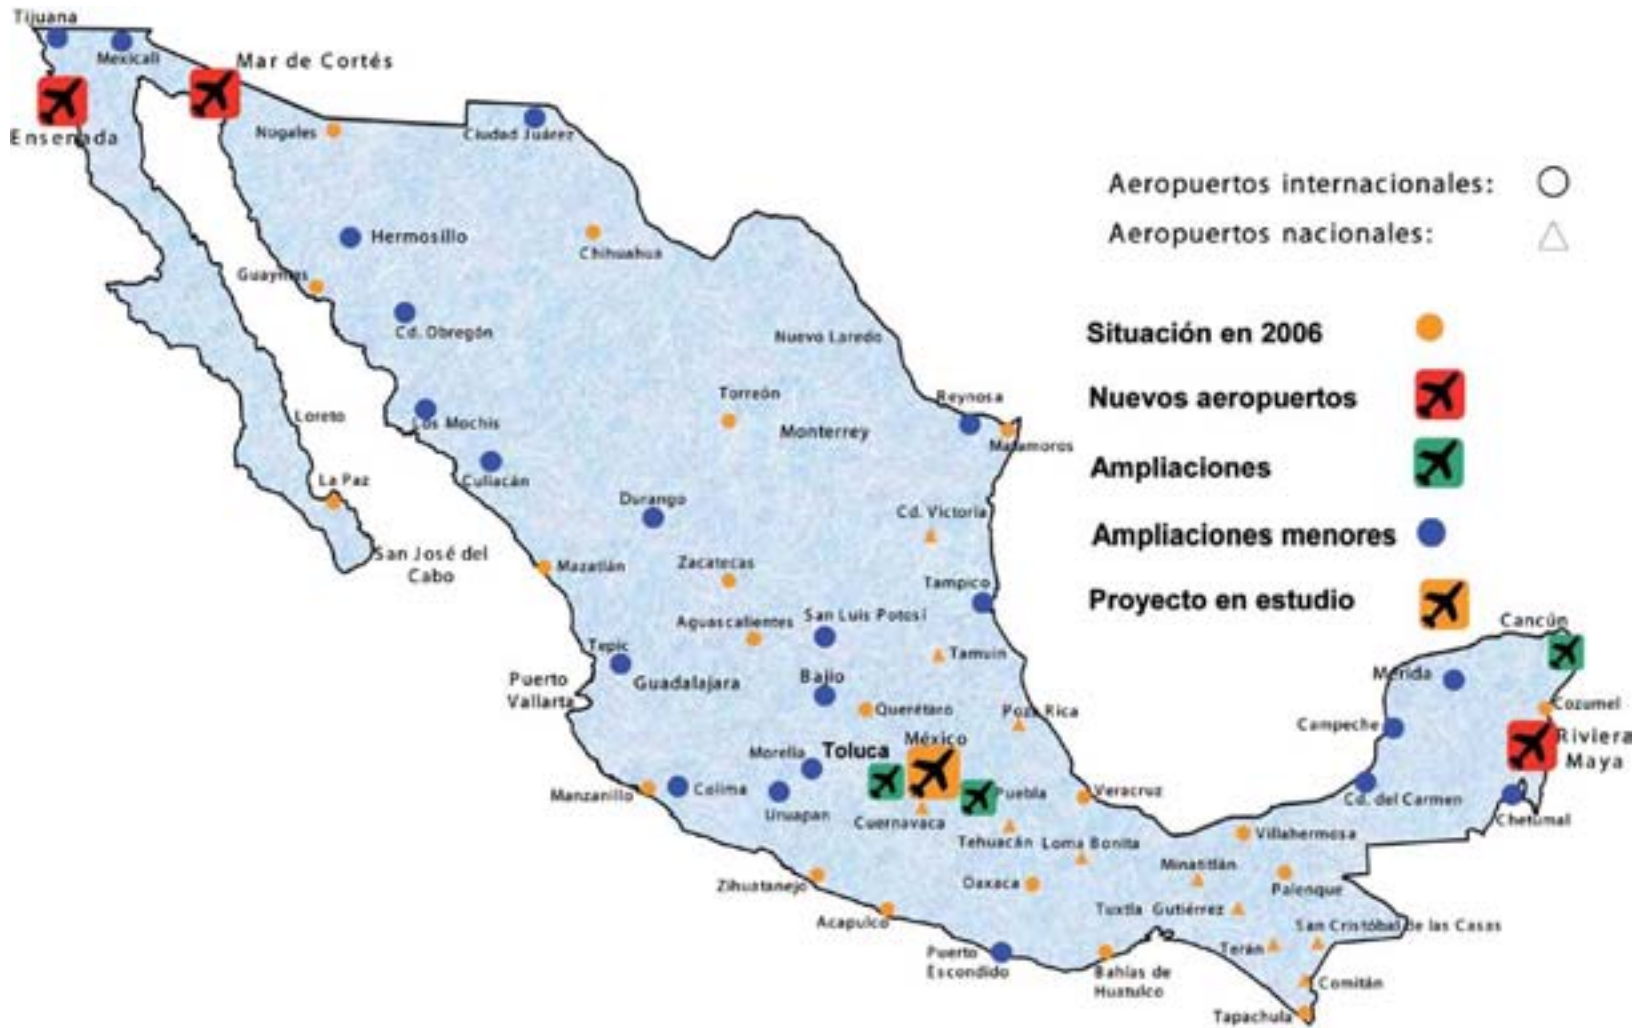 Tijuana
Mexicali
Mar de Cortés
Ensenada
Nogales
Ciudad Juárez
Aeropuertos internacionales:
Aeropuertos nacionales:
Hermosillo
Chihuahua
Guaymas
Cd. Obregón
Nuevo Laredo
Situación en 2006
Nuevos aeropuertos
Ampliaciones
Ampliaciones menores
Proyecto en estudio
Torreón
Reynosa
Loreto
Los Mochis
Monterrey
Matamoros
La Paz
Culiacán
Durango
Cd. Victoria
San José del
Cabo
Mazatlán
Zacatecas
Tampico
Aguascalientes
San Luis Potosí
Cancún
Tepic
Tamuin
Puerto
Vallarta
Guadalajara
Bajío
Mérida
Querétaro
Poza Rica
Cozumel
Campeche
Morelia
Toluca
México
Riviera
Maya
Manzanillo
Colima
Uruapan
Puebla
Veracruz
Cd. del Carmen
Cuernavaca
Chetumal
Tehuacán
Loma Bonita
Villahermosa
Minatitlán
Zihuatanejo
Oaxaca
Palenque
Acapulco
Tuxtla Gutiérrez
San Cristóbal de las Casas
Terán
Puerto
Escondido
Bahías de
Huatulco
Comitán
Tapachula